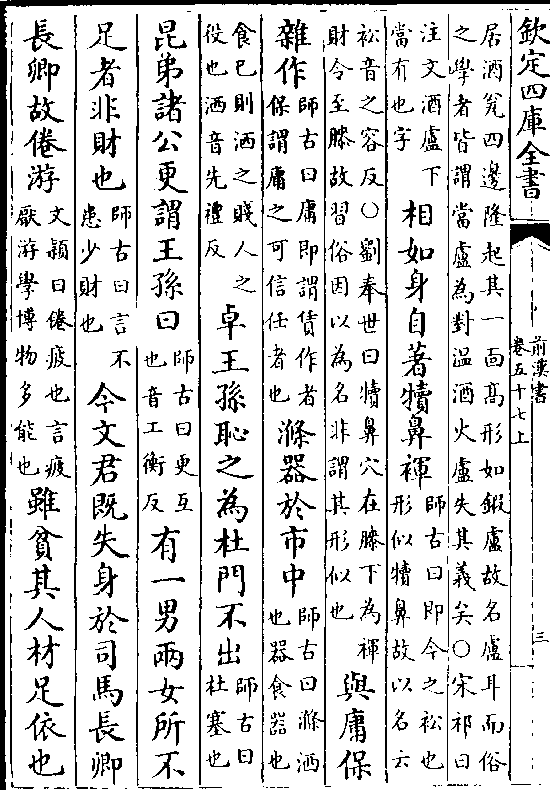 欽定四庫全書
前漢書
卷五十七上
三
居酒瓮四邊隆起其一面髙形如鍜盧故名盧耳而俗
之學者皆謂當盧為對温酒火盧失其義矣○宋祁曰
注文酒盧下
當有也字
相如身自著犢鼻褌
師古曰即今之衳也
形似犢鼻故以名云
衳音之容反○劉奉世曰犢鼻穴在膝下為褌
財令至膝故習俗因以為名非謂其形似也
與庸保
雜作
師古曰庸即謂賃作者
保謂庸之可信任者也
滌器於市中
師古曰滌洒
也器食器也
食已則洒之賤人之
役也洒音先禮反
卓王孫恥之為杜門不出
師古曰
杜塞也
昆弟諸公更謂王孫曰
師古曰更互
也音工衡反
有一男兩女所不
足者非財也
師古曰言不
患少財也
今文君既失身於司馬長卿
長卿故倦游
文穎曰倦疲也言疲
厭游學博物多能也
雖貧其人材足依也